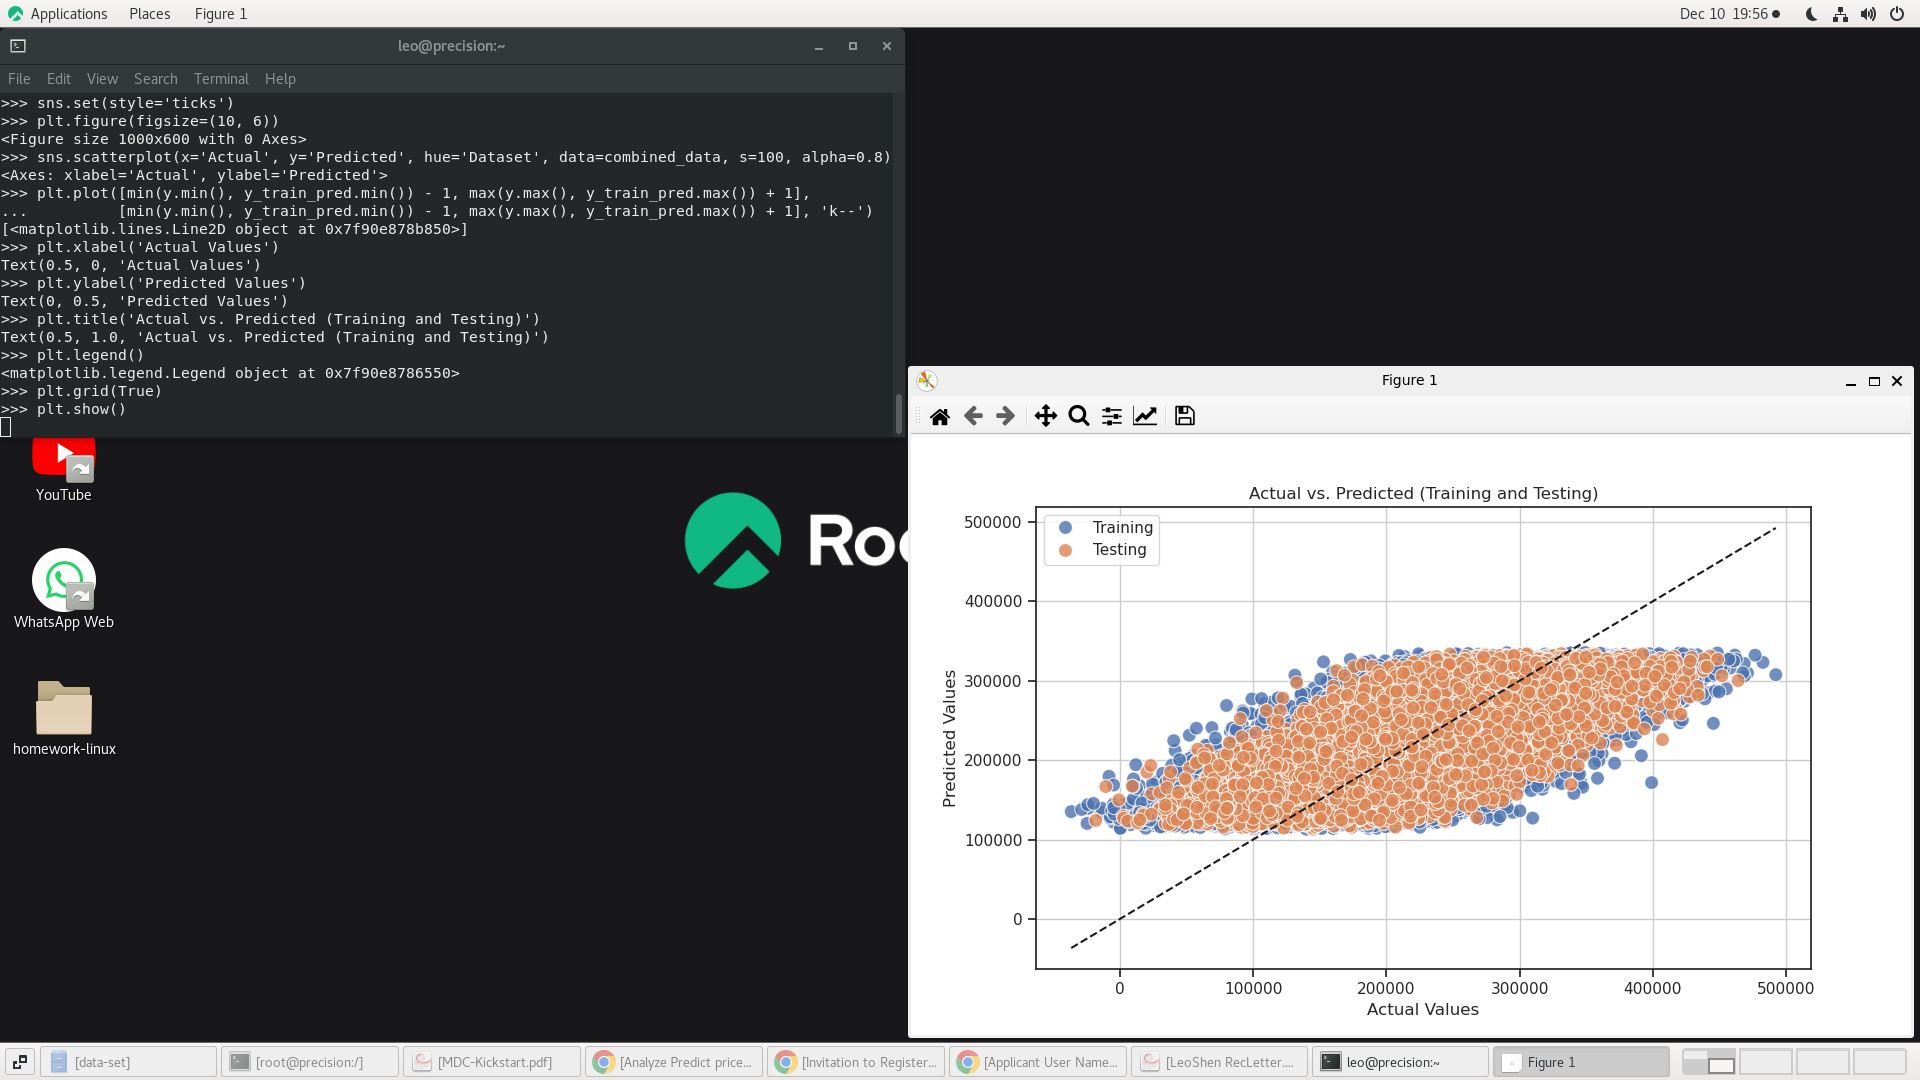 Applications Places Figure 1 Dec 10 19:56
leo@precision:~
File Edit View Search Terminal Help
>>> sns.set(style='ticks')
>>> plt.figure(figsize=(10, 6))
<Figure size 1000x600 with 0 Axes>
>>> sns.scatterplot(x='Actual', y='Predicted', hue='Dataset', data=combined_data, s=100, alpha=0.8)
<Axes: xlabel='Actual', ylabel='Predicted'>
>>> plt.plot([min(y.min(), y_train_pred.min()) - 1, max(y.max(), y_train_pred.max()) + 1],
...          [min(y.min(), y_train_pred.min()) - 1, max(y.max(), y_train_pred.max()) + 1], 'k--')
[<matplotlib.lines.Line2D object at 0x7f90e878b850>]
>>> plt.xlabel('Actual Values')
Text(0.5, 0, 'Actual Values')
>>> plt.ylabel('Predicted Values')
Text(0, 0.5, 'Predicted Values')
>>> plt.title('Actual vs. Predicted (Training and Testing)')
Text(0.5, 1.0, 'Actual vs. Predicted (Training and Testing)')
>>> plt.legend()
<matplotlib.legend.Legend object at 0x7f90e8786550>
>>> plt.grid(True)
>>> plt.show()
YouTube
WhatsApp Web
homework-linux
Figure 1
Actual vs. Predicted (Training and Testing)
Training
Testing
Predicted Values
500000
400000
300000
200000
100000
0
0 100000 200000 300000 400000 500000
Actual Values
[data-set] [root@precision:/] [MDC-Kickstart.pdf] [Analyze Predict price... [Invitation to Register... [Applicant User Name... [LeoShen RecLetter.... leo@precision:~ Figure 1